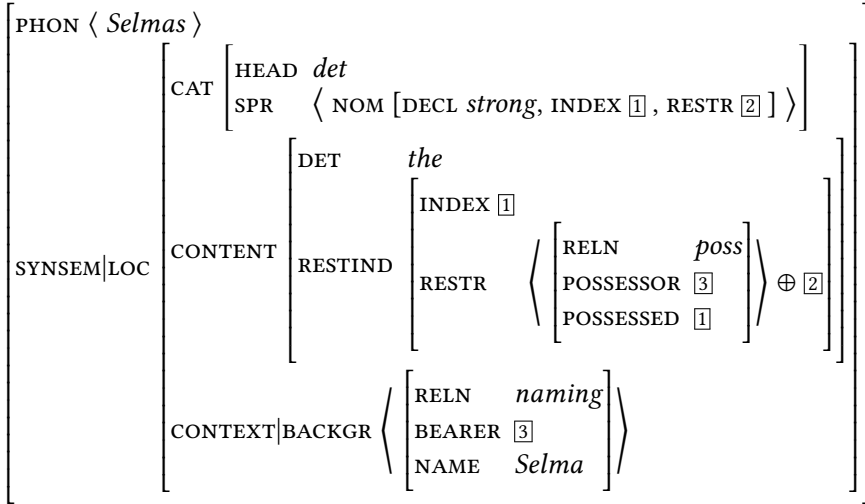 PHON ⟨ Selmas ⟩
HEAD det
CAT
SPR ⟨ NOM [DECL strong, INDEX 1 , RESTR 2 ] ⟩
DET the
INDEX 1
CONTENT
RESTIND
SYNSEM|LOC
RELN poss
RESTR ⟨ POSSESSOR 3 ⟩ ⊕ 2
POSSESSED 1
RELN naming
CONTEXT|BACKGR ⟨ BEARER 3 ⟩
NAME Selma